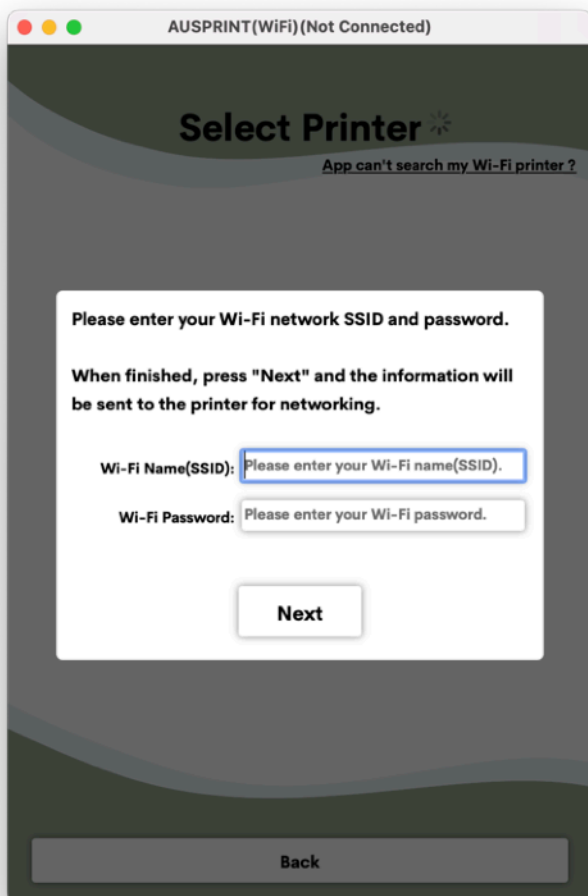 AUSPRINT(WiFi)(Not Connected)
Select Printer
App can't search my Wi-Fi printer ?
Please enter your Wi-Fi network SSID and password.
When finished, press "Next" and the information will
be sent to the printer for networking.
Wi-Fi Name(SSID): Please enter your Wi-Fi name(SSID).
Wi-Fi Password: Please enter your Wi-Fi password.
Next
Back